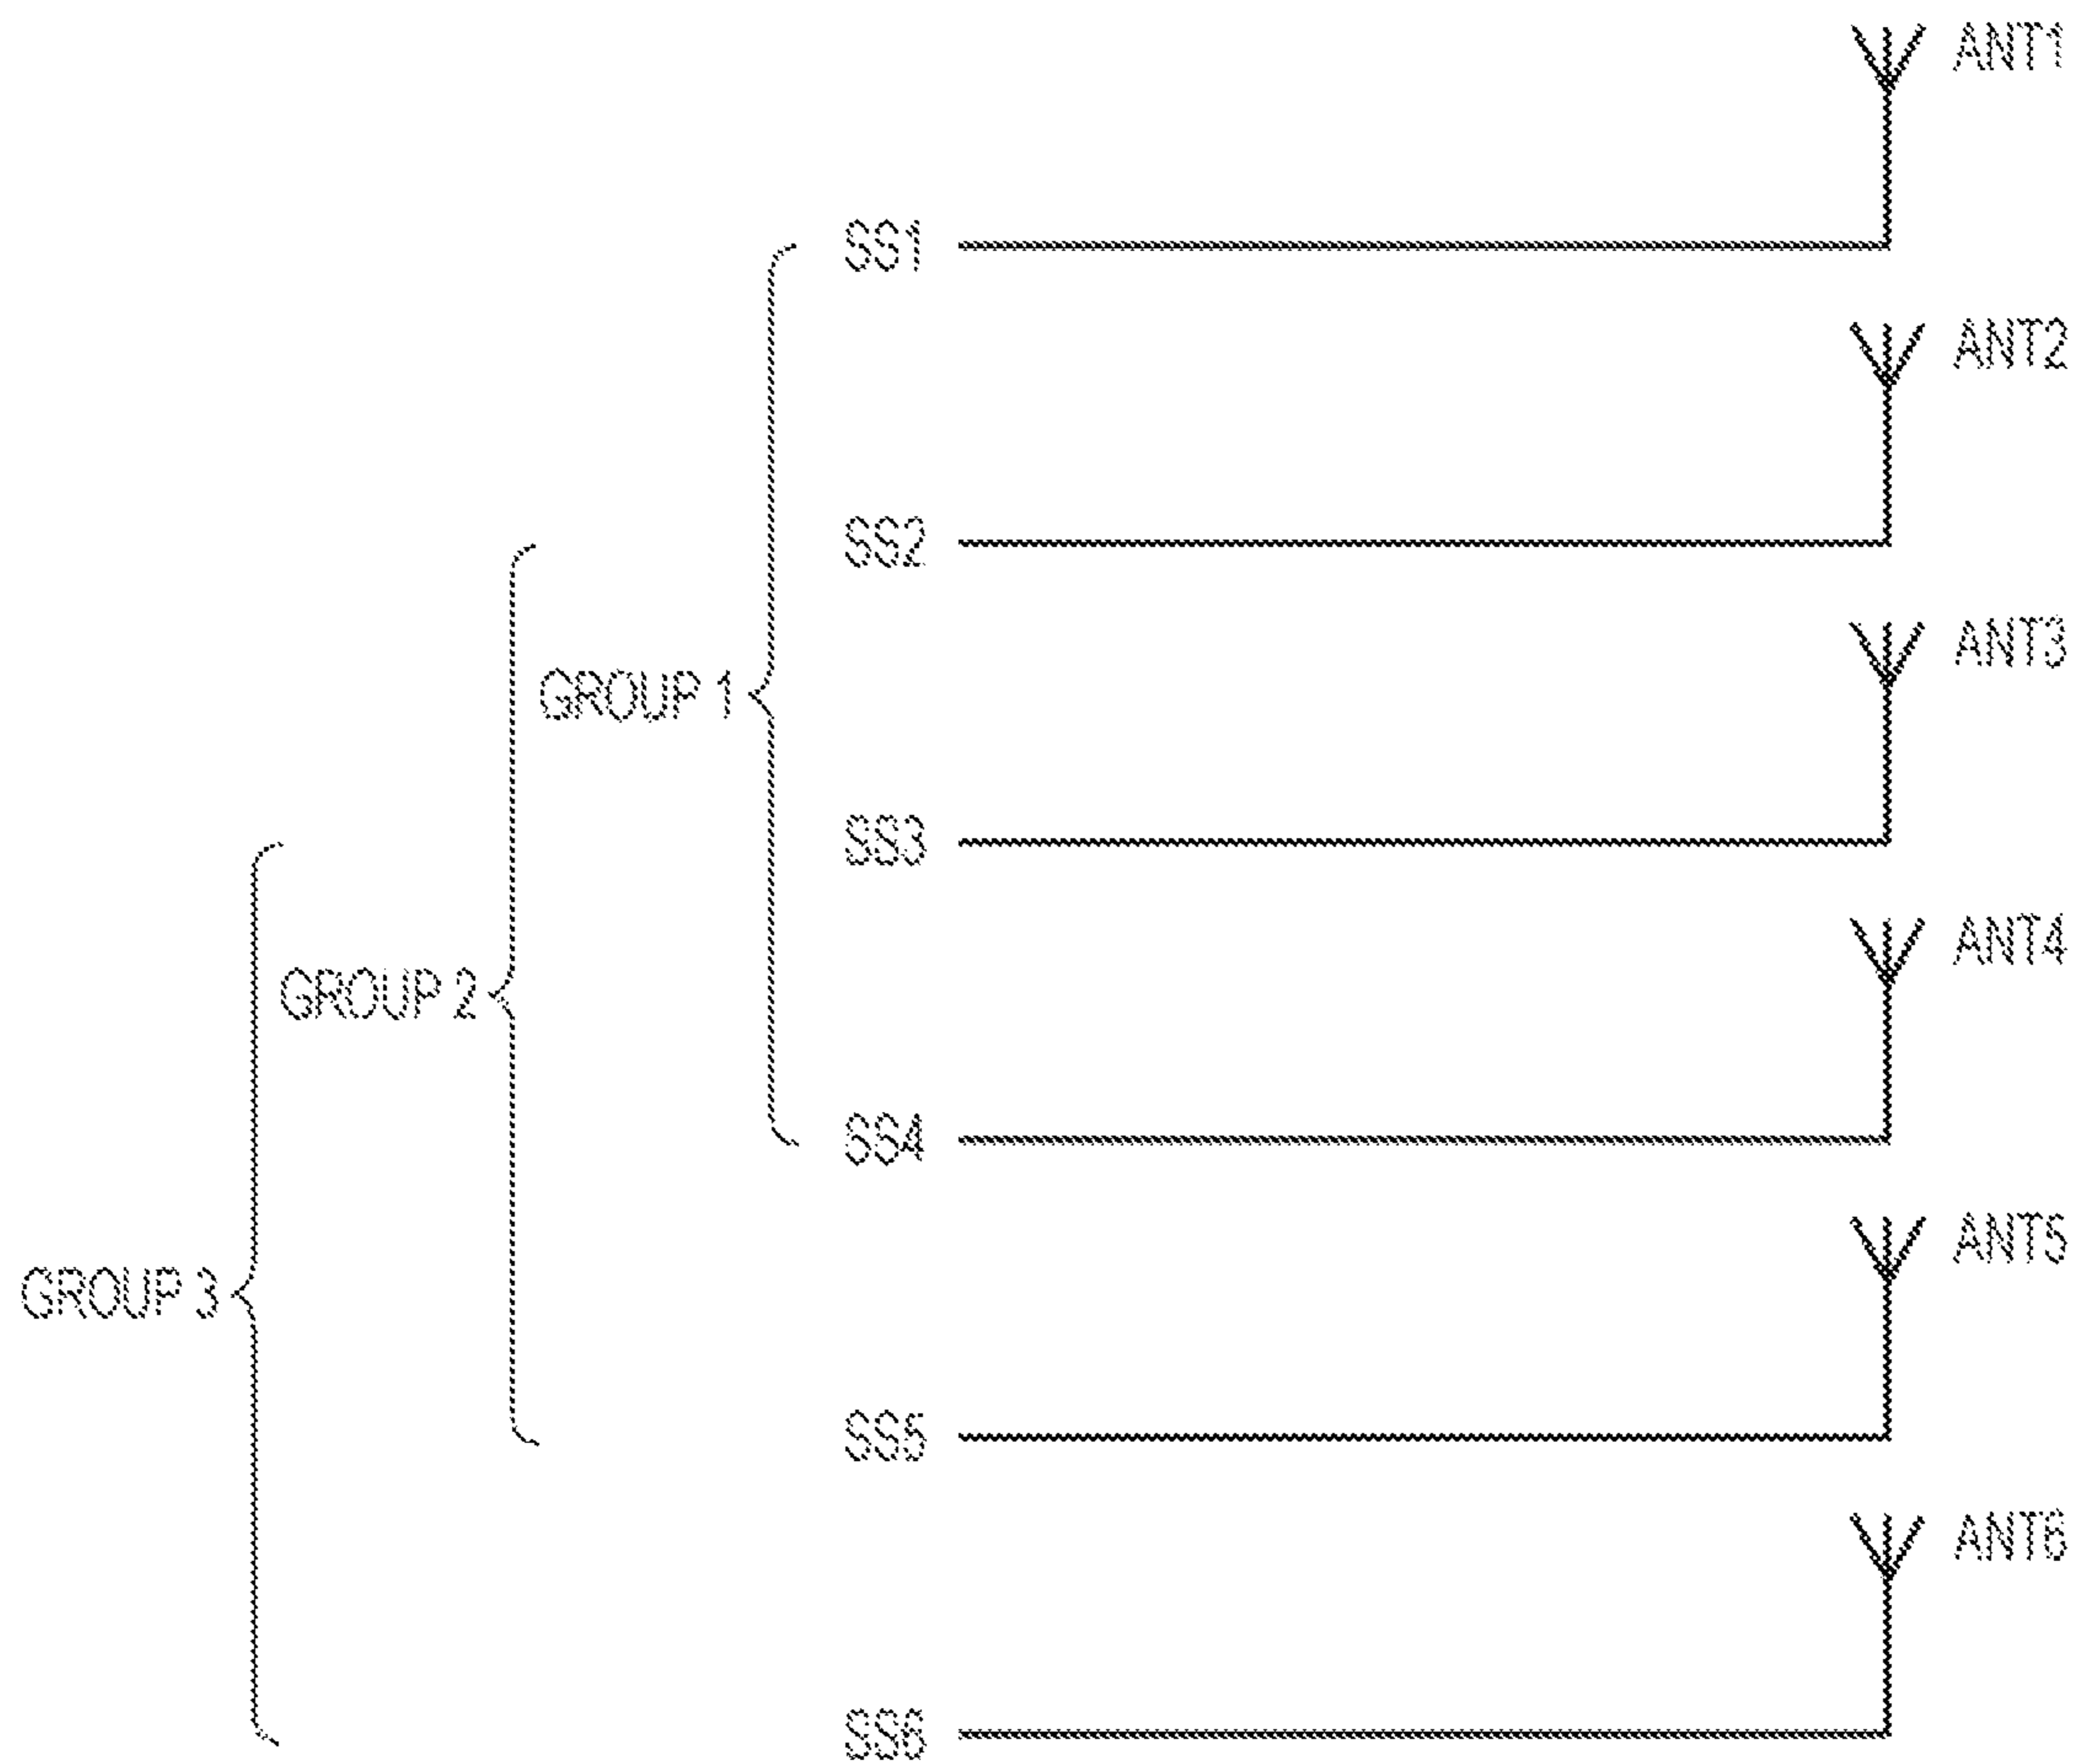 ANT1
SS1
ANT2
SS2
ANT3
GROUP 1
SS3
ANT4
GROUP 2
SS4
ANT5
GROUP 3
SS5
ANT6
SS6